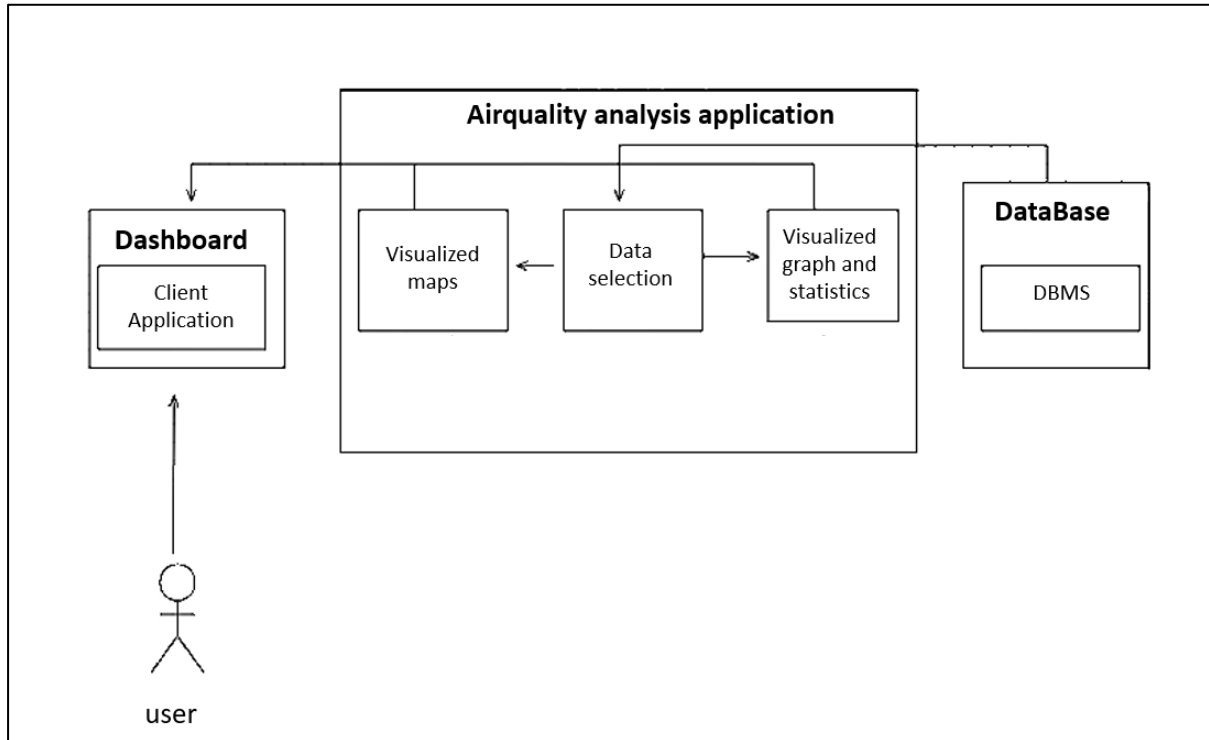 Airquality analysis application
Dashboard
Client
Application
Visualized
maps
Data
selection
Visualized
graph and
statistics
DataBase
DBMS
user